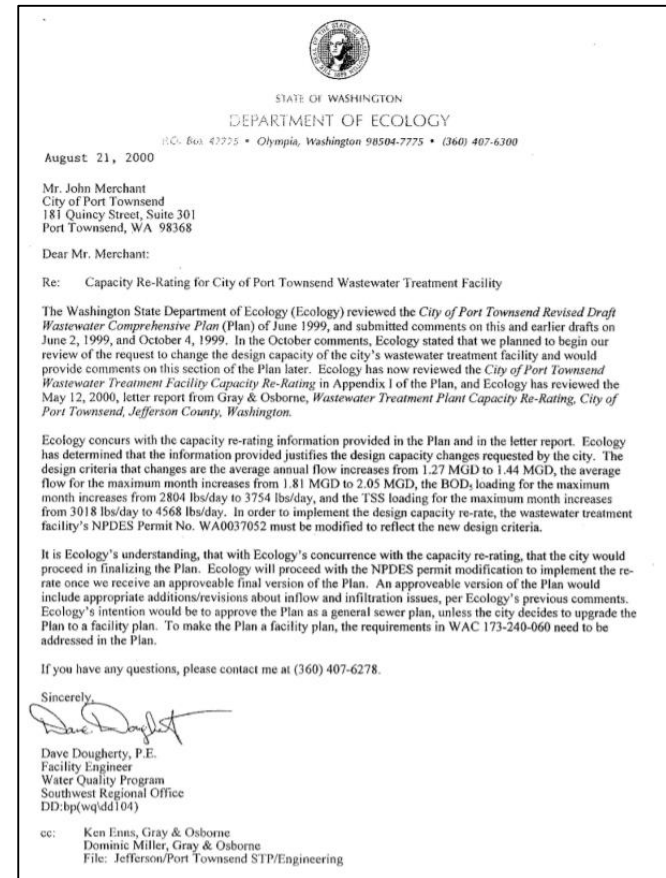 STATE OF WASHINGTON
DEPARTMENT OF ECOLOGY
P.O. Box 47775 • Olympia, Washington 98504-7775 • (360) 407-6300
August 21, 2000
Mr. John Merchant
City of Port Townsend
181 Quincy Street, Suite 301
Port Townsend, WA 98368
Dear Mr. Merchant:
Re: Capacity Re-Rating for City of Port Townsend Wastewater Treatment Facility
The Washington State Department of Ecology (Ecology) reviewed the City of Port Townsend Revised Draft
Wastewater Comprehensive Plan (Plan) of June 1999, and submitted comments on this and earlier drafts on
June 2, 1999, and October 4, 1999. In the October comments, Ecology stated that we planned to begin our
review of the request to change the design capacity of the city's wastewater treatment facility and would
provide comments on this section of the Plan later. Ecology has now reviewed the City of Port Townsend
Wastewater Treatment Facility Capacity Re-Rating in Appendix I of the Plan, and Ecology has reviewed the
May 12, 2000, letter report from Gray & Osborne, Wastewater Treatment Plant Capacity Re-Rating, City of
Port Townsend, Jefferson County, Washington.
Ecology concurs with the capacity re-rating information provided in the Plan and in the letter report. Ecology
has determined that the information provided justifies the design capacity changes requested by the city. The
design criteria that changes are the average annual flow increases from 1.27 MGD to 1.44 MGD, the average
flow for the maximum month increases from 1.81 MGD to 2.05 MGD, the BOD₅ loading for the maximum
month increases from 2804 lbs/day to 3754 lbs/day, and the TSS loading for the maximum month increases
from 3018 lbs/day to 4568 lbs/day. In order to implement the design capacity re-rate, the wastewater treatment
facility's NPDES Permit No. WA0037052 must be modified to reflect the new design criteria.
It is Ecology's understanding, that with Ecology's concurrence with the capacity re-rating, that the city would
proceed in finalizing the Plan. Ecology will proceed with the NPDES permit modification to implement the re-
rate once we receive an approveable final version of the Plan. An approveable version of the Plan would
include appropriate additions/revisions about inflow and infiltration issues, per Ecology's previous comments.
Ecology's intention would be to approve the Plan as a general sewer plan, unless the city decides to upgrade the
Plan to a facility plan. To make the Plan a facility plan, the requirements in WAC 173-240-060 need to be
addressed in the Plan.
If you have any questions, please contact me at (360) 407-6278.
Sincerely,
Dave Dougherty
Dave Dougherty, P.E.
Facility Engineer
Water Quality Program
Southwest Regional Office
DD:bp(wq\dd104)
cc: Ken Enns, Gray & Osborne
Dominic Miller, Gray & Osborne
File: Jefferson/Port Townsend STP/Engineering